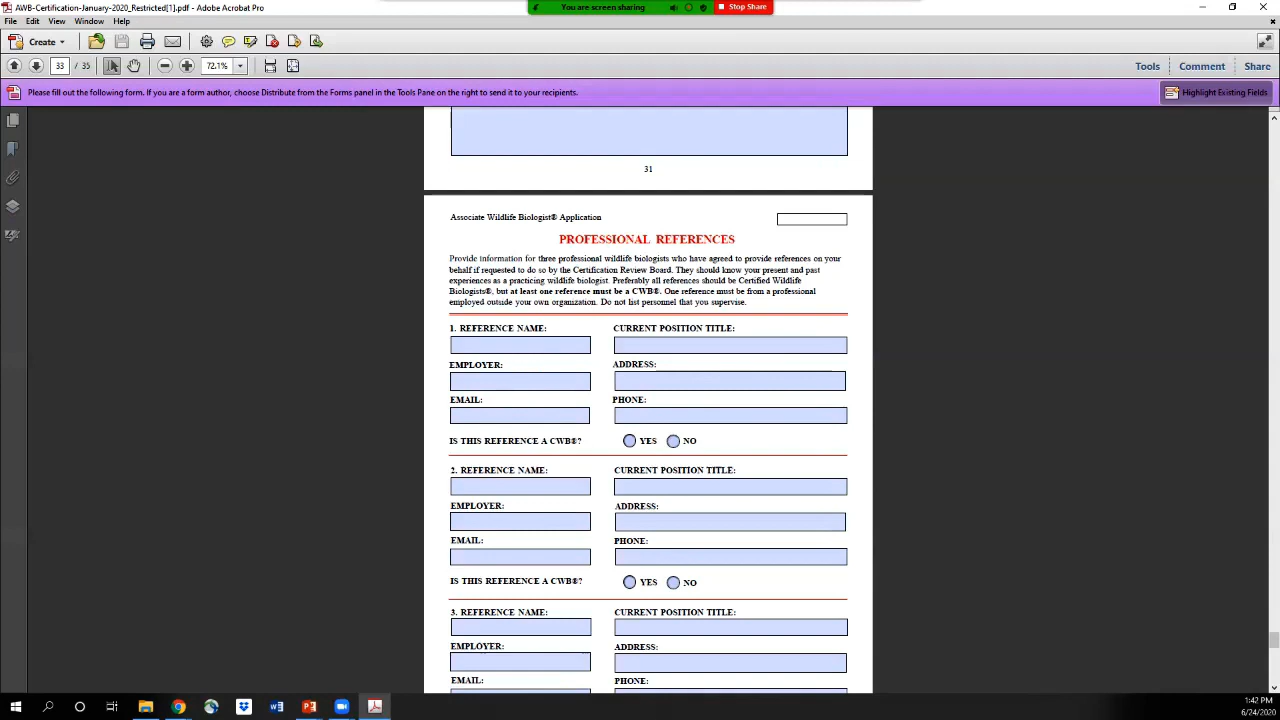 AWB-Certification-January-2020_Restricted[1].pdf - Adobe Acrobat Pro
You are screen sharing
Stop Share
File Edit View Window Help
Create
33 / 35
72.1%
Tools Comment Share
Please fill out the following form. If you are a form author, choose Distribute from the Forms panel in the Tools Pane on the right to send it to your recipients.
Highlight Existing Fields
31
Associate Wildlife Biologist® Application
PROFESSIONAL REFERENCES
Provide information for three professional wildlife biologists who have agreed to provide references on your
behalf if requested to do so by the Certification Review Board. They should know your present and past
experiences as a practicing wildlife biologist. Preferably all references should be Certified Wildlife
Biologists®, but at least one reference must be a CWB®. One reference must be from a professional
employed outside your own organization. Do not list personnel that you supervise.
1. REFERENCE NAME: CURRENT POSITION TITLE:
EMPLOYER: ADDRESS:
EMAIL: PHONE:
IS THIS REFERENCE A CWB®? YES NO
2. REFERENCE NAME: CURRENT POSITION TITLE:
EMPLOYER: ADDRESS:
EMAIL: PHONE:
IS THIS REFERENCE A CWB®? YES NO
3. REFERENCE NAME: CURRENT POSITION TITLE:
EMPLOYER: ADDRESS:
EMAIL: PHONE:
1:42 PM
6/24/2020